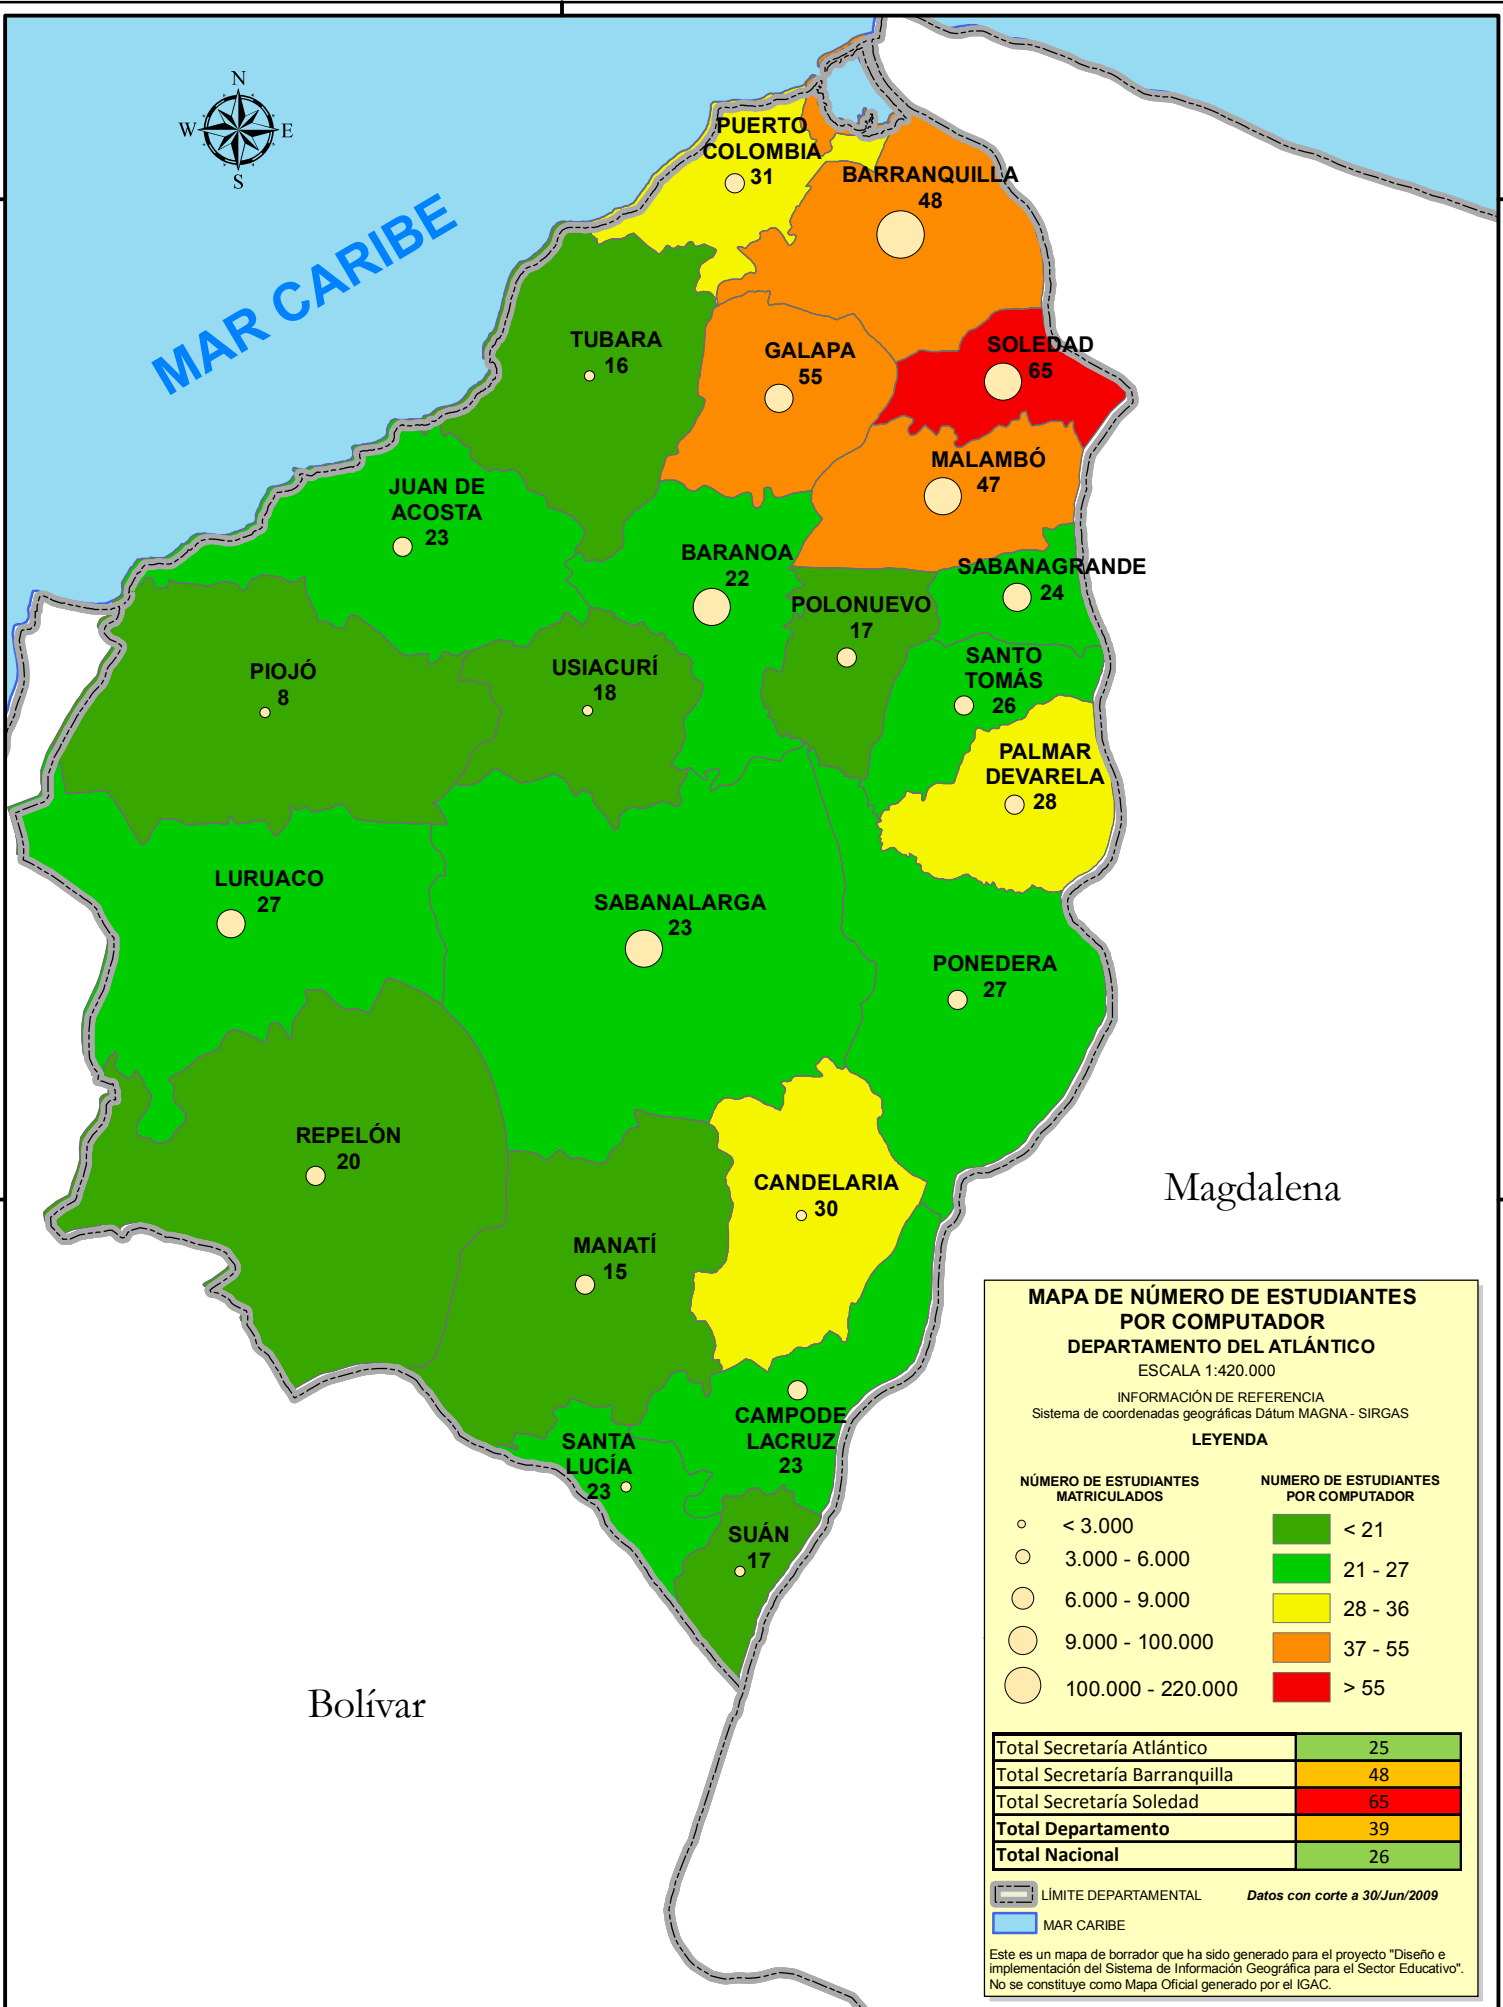 N
W E
S
MAR CARIBE
PUERTO
COLOMBIA
31
BARRANQUILLA
48
TUBARA
16
GALAPA
55
SOLEDAD
65
MALAMBÓ
47
JUAN DE
ACOSTA
23
BARANOA
22
SABANAGRANDE
24
POLONUEVO
17
PIOJÓ
8
USIACURÍ
18
SANTO
TOMÁS
26
PALMAR
DEVARELA
28
LURUACO
27
SABANALARGA
23
PONEDERA
27
REPELÓN
20
CANDELARIA
30
MANATÍ
15
CAMPODE
LACRUZ
23
SANTA
LUCÍA
23
SUÁN
17
Magdalena
Bolívar
MAPA DE NÚMERO DE ESTUDIANTES
POR COMPUTADOR
DEPARTAMENTO DEL ATLÁNTICO
ESCALA 1:420.000
INFORMACIÓN DE REFERENCIA
Sistema de coordenadas geográficas Dátum MAGNA - SIRGAS
LEYENDA
NÚMERO DE ESTUDIANTES
MATRICULADOS
< 3.000
3.000 - 6.000
6.000 - 9.000
9.000 - 100.000
100.000 - 220.000
NUMERO DE ESTUDIANTES
POR COMPUTADOR
< 21
21 - 27
28 - 36
37 - 55
> 55
Total Secretaría Atlántico 25
Total Secretaría Barranquilla 48
Total Secretaría Soledad 65
Total Departamento 39
Total Nacional 26
LÍMITE DEPARTAMENTAL Datos con corte a 30/Jun/2009
MAR CARIBE
Este es un mapa de borrador que ha sido generado para el proyecto "Diseño e
implementación del Sistema de Información Geográfica para el Sector Educativo".
No se constituye como Mapa Oficial generado por el IGAC.